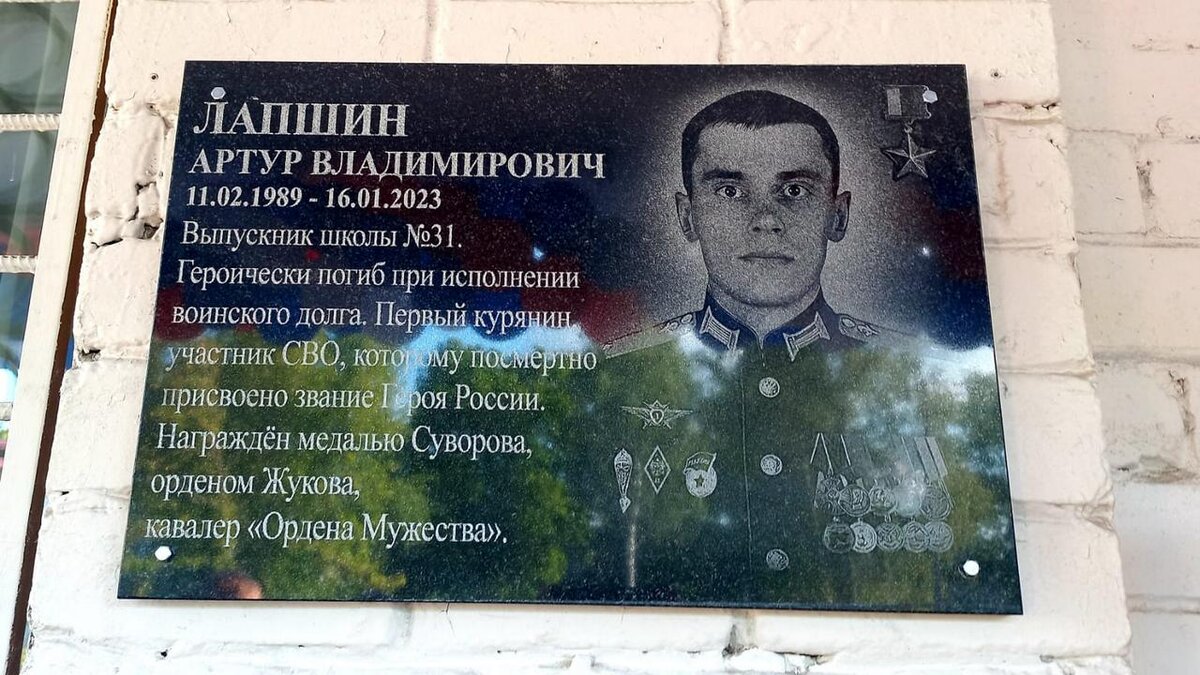 ЛАПШИН
АРТУР ВЛАДИМИРОВИЧ
11.02.1989 - 16.01.2023
Выпускник школы №31.
Героически погиб при исполнении
воинского долга. Первый курянин
участник СВО, которому посмертно
присвоено звание Героя России.
Награждён медалью Суворова,
орденом Жукова,
кавалер «Ордена Мужества».